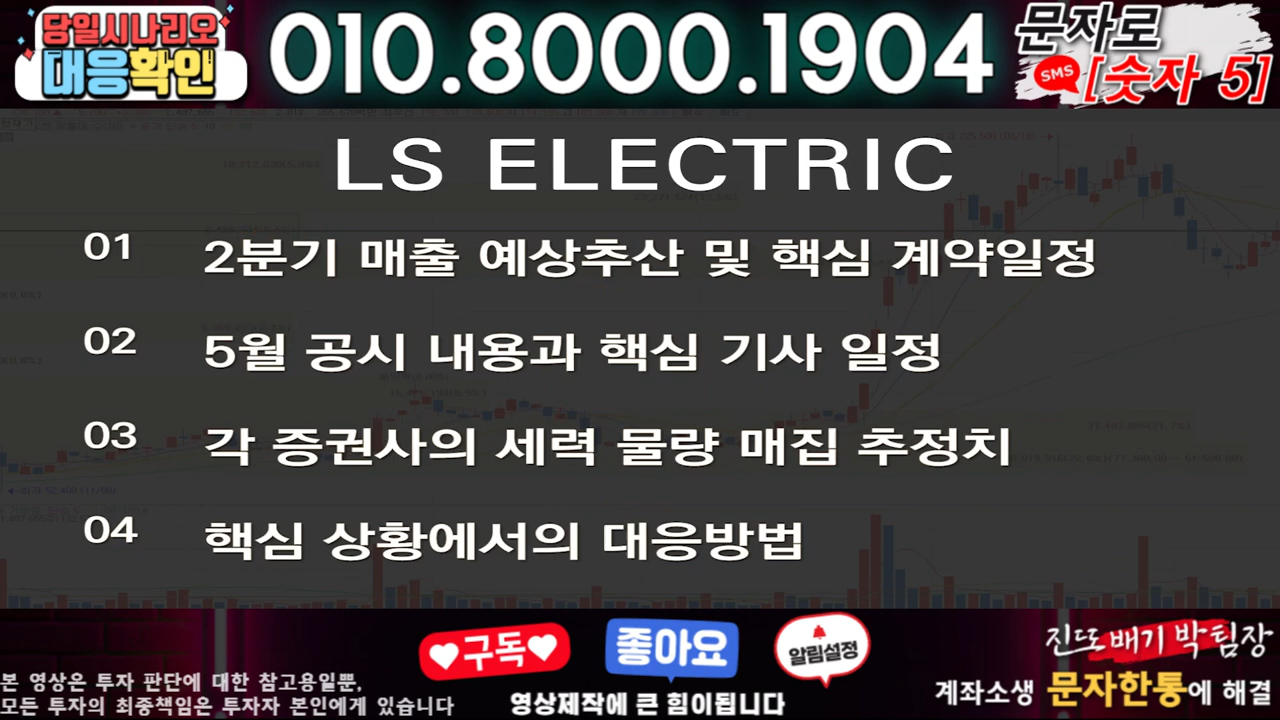 당일시나리오
대응확인
010.8000.1904
문자로
SMS [숫자 5]
LS ELECTRIC
01 2분기 매출 예상추산 및 핵심 계약일정
02 5월 공시 내용과 핵심 기사 일정
03 각 증권사의 세력 물량 매집 추정치
04 핵심 상황에서의 대응방법
구독
좋아요
알림설정
영상제작에 큰 힘이됩니다
본 영상은 투자 판단에 대한 참고용일뿐,
모든 투자의 최종책임은 투자자 본인에게 있습니다
진또배기 박팀장
계좌소생 문자한통에 해결